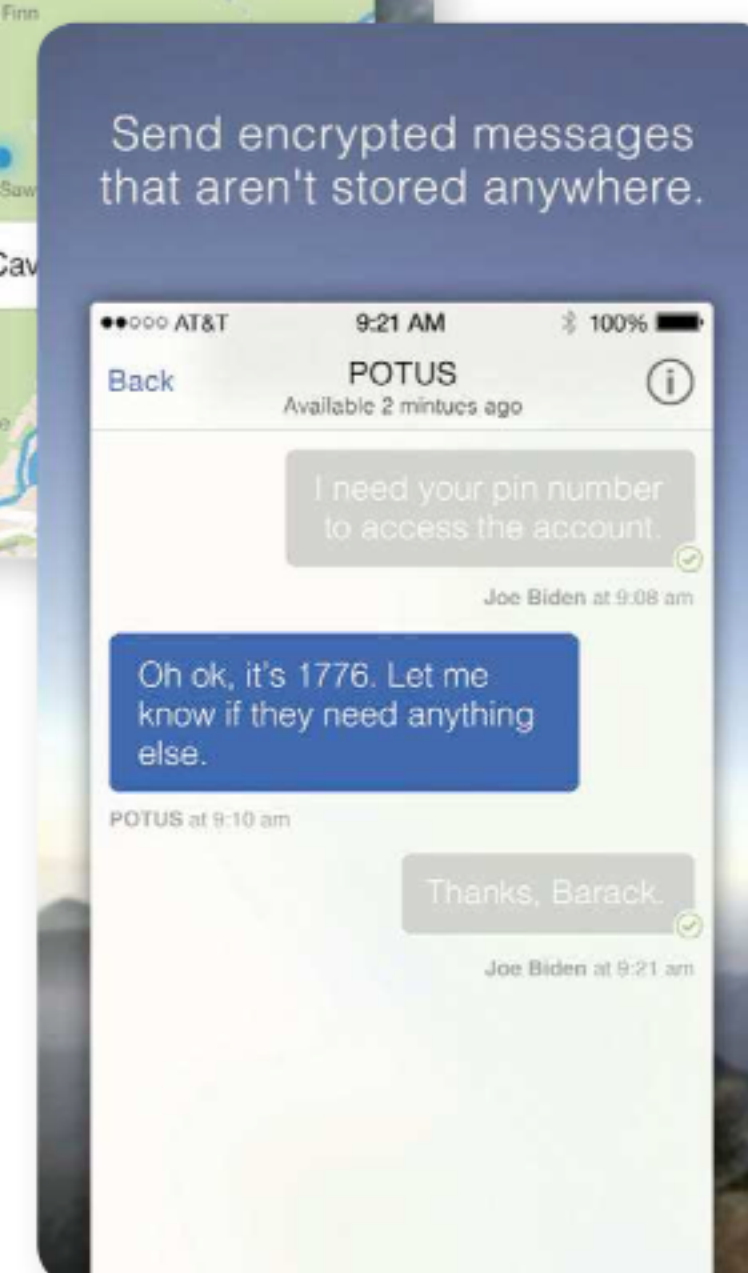 Finn
Send encrypted messages
that aren't stored anywhere.
Saw
Cav
AT&T 9:21 AM 100%
Back POTUS
Available 2 mintues ago
I need your pin number
to access the account.
Joe Biden at 9:08 am
Oh ok, it's 1776. Let me
know if they need anything
else.
POTUS at 9:10 am
Thanks, Barack.
Joe Biden at 9:21 am